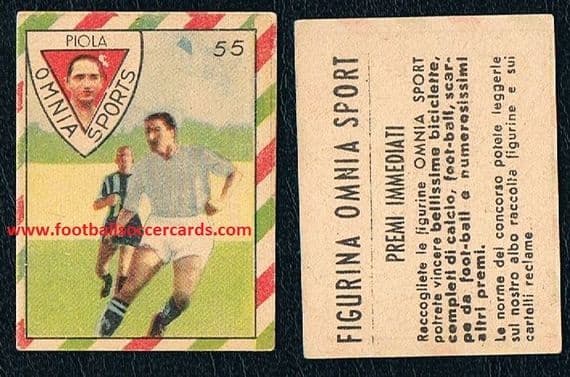 PIOLA
55
OMNIA SPORTS
www.footballsoccercards.com
FIGURINA OMNIA SPORT
PREMI IMMEDIATI
Raccogliete le figurine OMNIA SPORT
potrete vincere bellissime biciclette,
completi di calcio, foot-ball, scar-
pe da foot-ball e numerosissimi
altri premi.
Le norme del concorso potete leggerle
sul nostro albo raccolta figurine e sui
cartelli reclame.